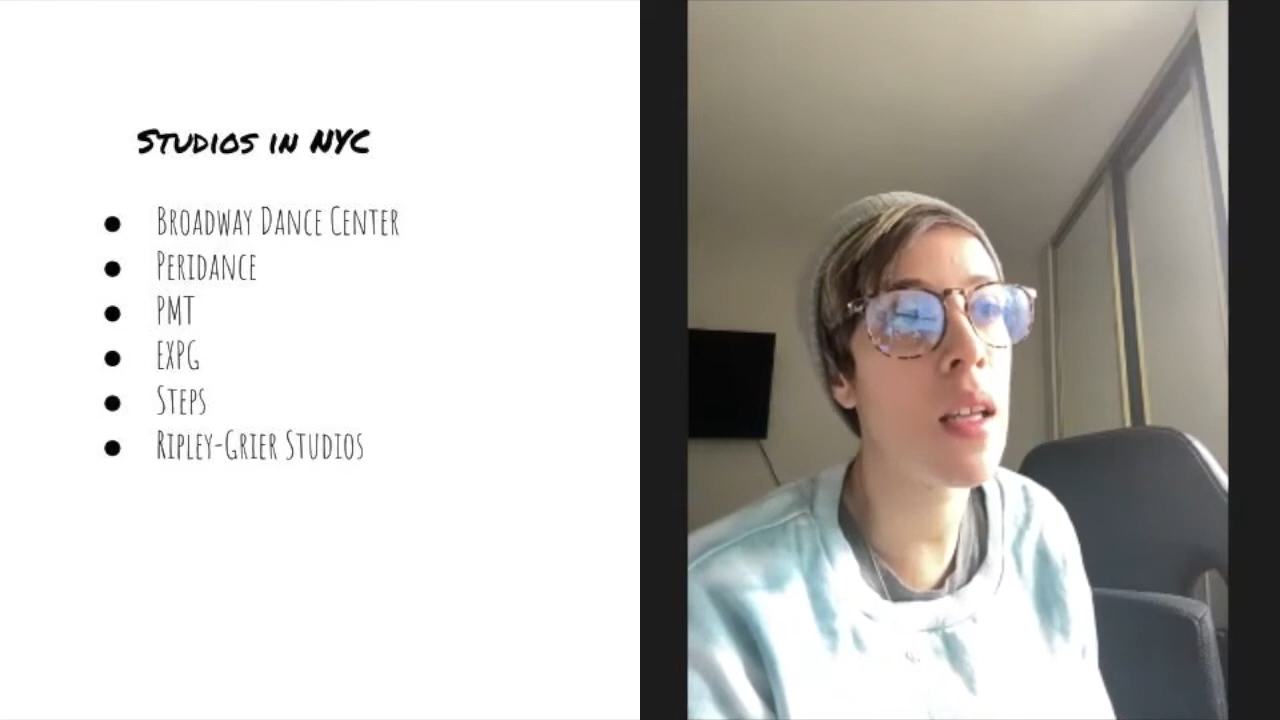 Studios in NYC
● Broadway Dance Center
● Peridance
● PMT
● EXPG
● Steps
● Ripley-Grier Studios